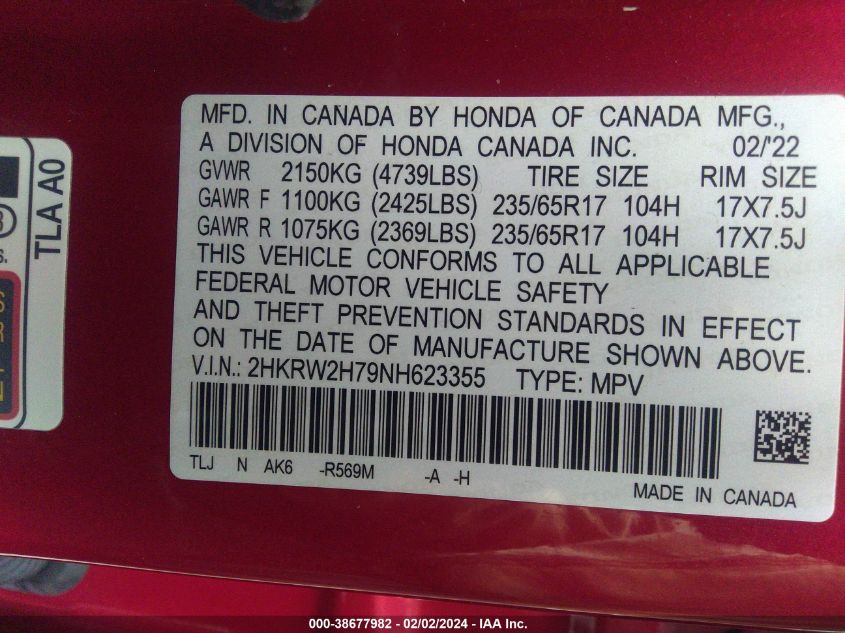 MFD. IN CANADA BY HONDA OF CANADA MFG.,
A DIVISION OF HONDA CANADA INC. 02/'22
GVWR 2150KG (4739LBS) TIRE SIZE RIM SIZE
GAWR F 1100KG (2425LBS) 235/65R17 104H 17X7.5J
GAWR R 1075KG (2369LBS) 235/65R17 104H 17X7.5J
THIS VEHICLE CONFORMS TO ALL APPLICABLE
FEDERAL MOTOR VEHICLE SAFETY
AND THEFT PREVENTION STANDARDS IN EFFECT
ON THE DATE OF MANUFACTURE SHOWN ABOVE.
V.I.N.: 2HKRW2H79NH623355 TYPE: MPV
TLJ N AK6 -R569M -A -H
MADE IN CANADA
TLA A0
000-38677982 - 02/02/2024 - IAA Inc.